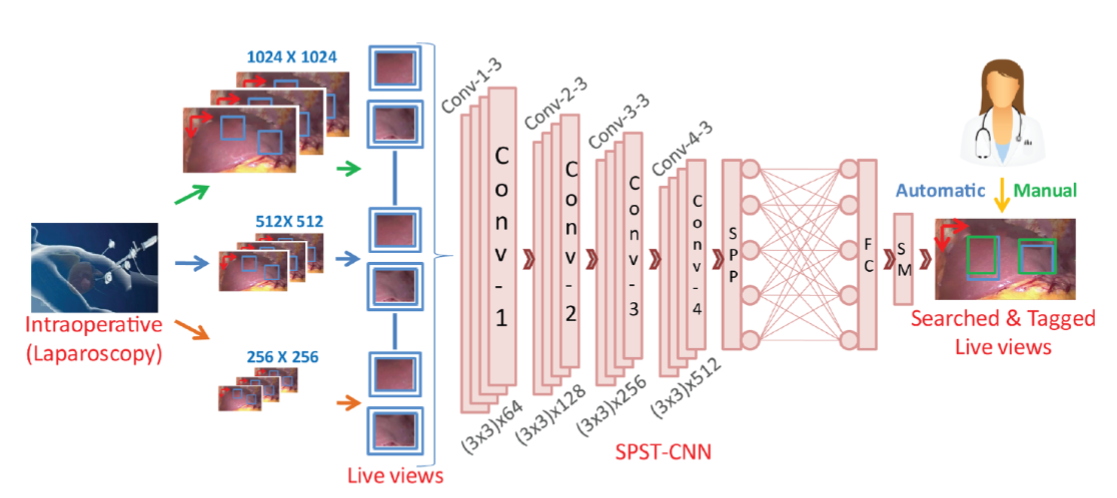 1024 X 1024
512X 512
256 X 256
Intraoperative
(Laparoscopy)
Live views
Conv-1-3
Conv-2-3
Conv-3-3
Conv-4-3
Conv-1
Conv-2
Conv-3
Conv-4
(3x3)x64
(3x3)x128
(3x3)x256
(3x3)x512
SPP
FC
SM
SPST-CNN
Automatic
Manual
Searched & Tagged
Live views